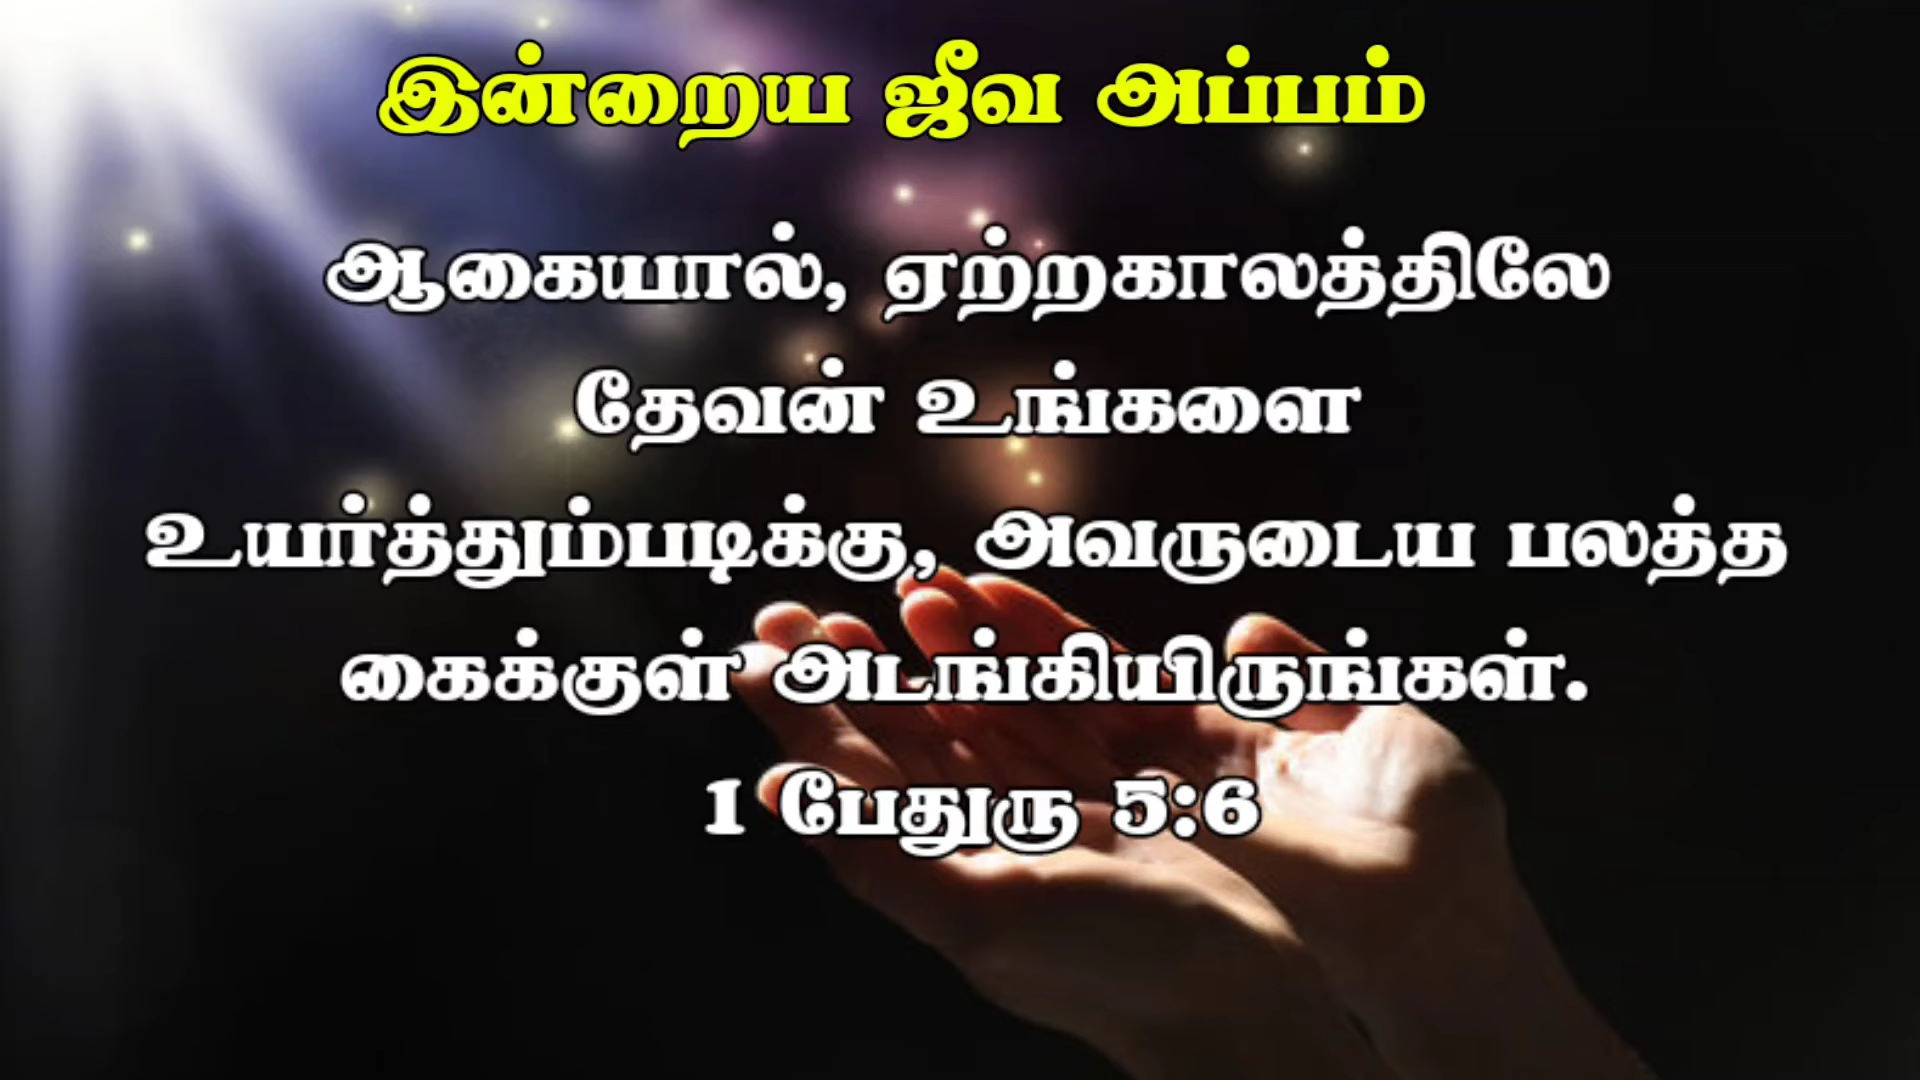 இன்றைய ஜீவ அப்பம்
ஆகையால், ஏற்றகாலத்திலே
தேவன் உங்களை
உயர்த்தும்படிக்கு, அவருடைய பலத்த
கைக்குள் அடங்கியிருங்கள்.
1 பேதுரு 5:6